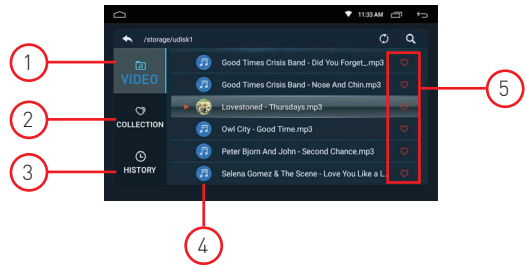 11:33 AM
/storage/udisk1
1
VIDEO
2
COLLECTION
3
HISTORY
Good Times Crisis Band - Did You Forget_.mp3
Good Times Crisis Band - Nose And Chin.mp3
Lovestoned - Thursdays.mp3
Owl City - Good Time.mp3
Peter Bjorn And John - Second Chance.mp3
Selena Gomez & The Scene - Love You Like a L..
4
5